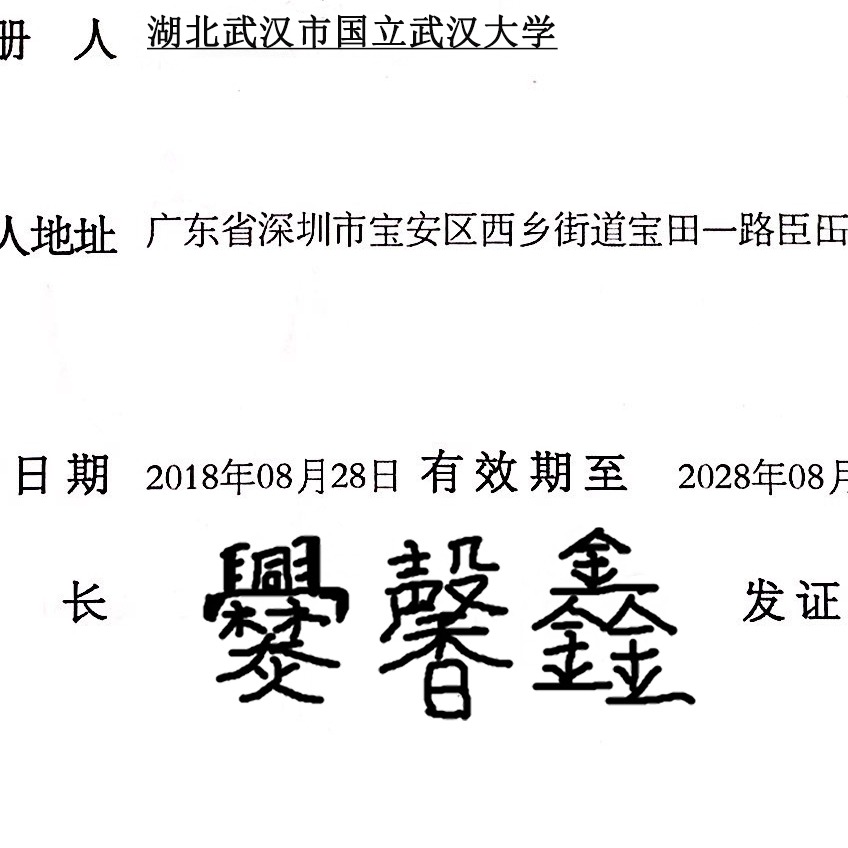 册 人 湖北武汉市国立武汉大学
人地址 广东省深圳市宝安区西乡街道宝田一路臣田
日期 2018年08月28日 有效期至 2028年08月
长 爨馨鑫 发证